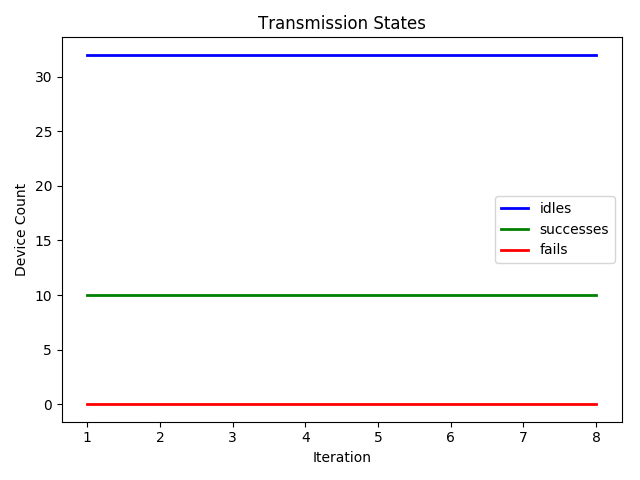 Transmission States
Device Count
30
25
20
15
10
5
0
idles
successes
fails
1 2 3 4 5 6 7 8
Iteration